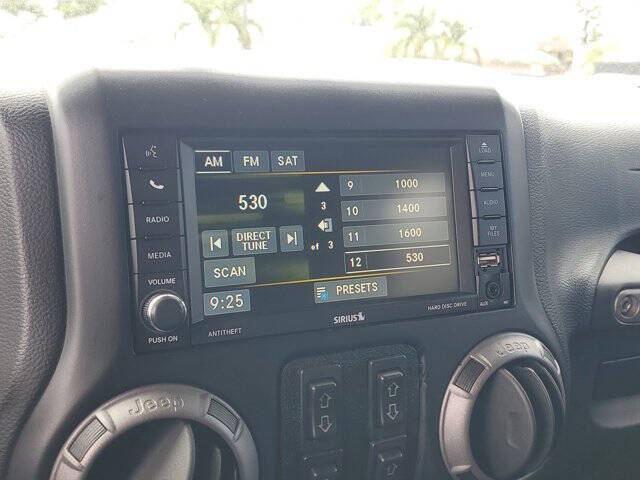 LOAD
AM FM SAT
MENU
9 1000
530
3
10 1400
RADIO
AUDIO
DIRECT
TUNE
11 1600
MY
FILES
of 3
MEDIA
12 530
SCAN
VOLUME
9:25
PRESETS
AUX
PUSH ON
ANTITHEFT
SIRIUS
HARD DISC DRIVE
Jeep
Jeep